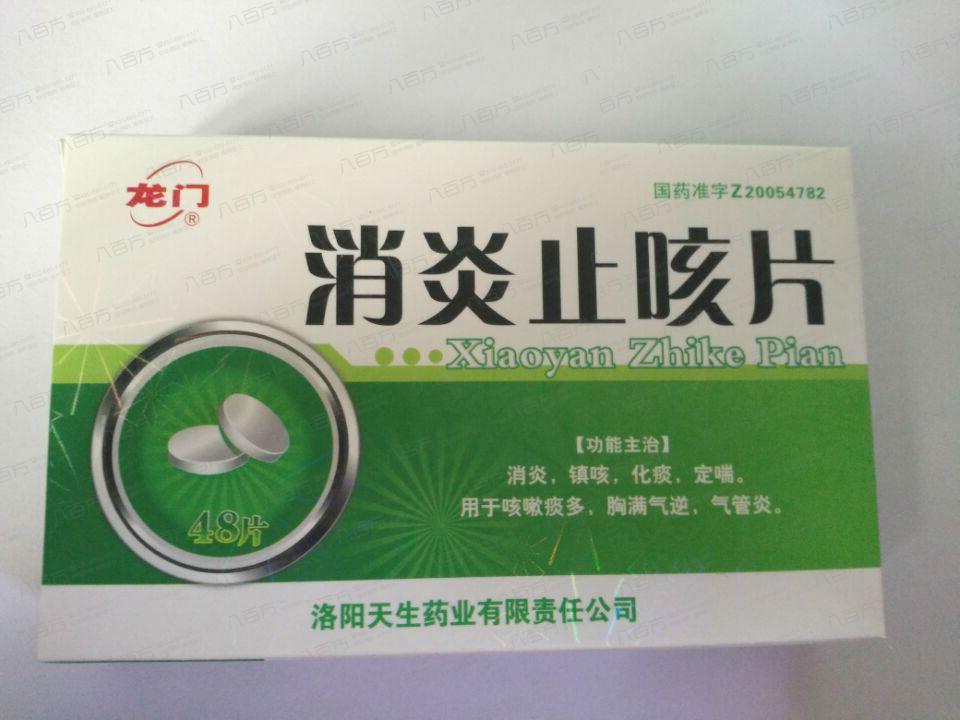 龙门
®
国药准字Z20054782
消炎止咳片
Xiaoyan Zhike Pian
【功能主治】
消炎，镇咳，化痰，定喘。
用于咳嗽痰多，胸满气逆，气管炎。
48片
洛阳天生药业有限责任公司
八百方